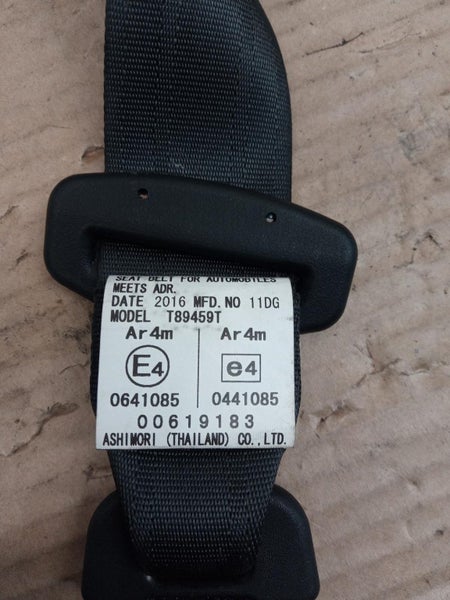 SEAT BELT FOR AUTOMOBILES
MEETS ADR.
DATE 2016 MFD. NO 11DG
MODEL T89459T
Ar4m Ar4m
E4 e4
0641085 0441085
00619183
ASHIMORI (THAILAND) CO., LTD.